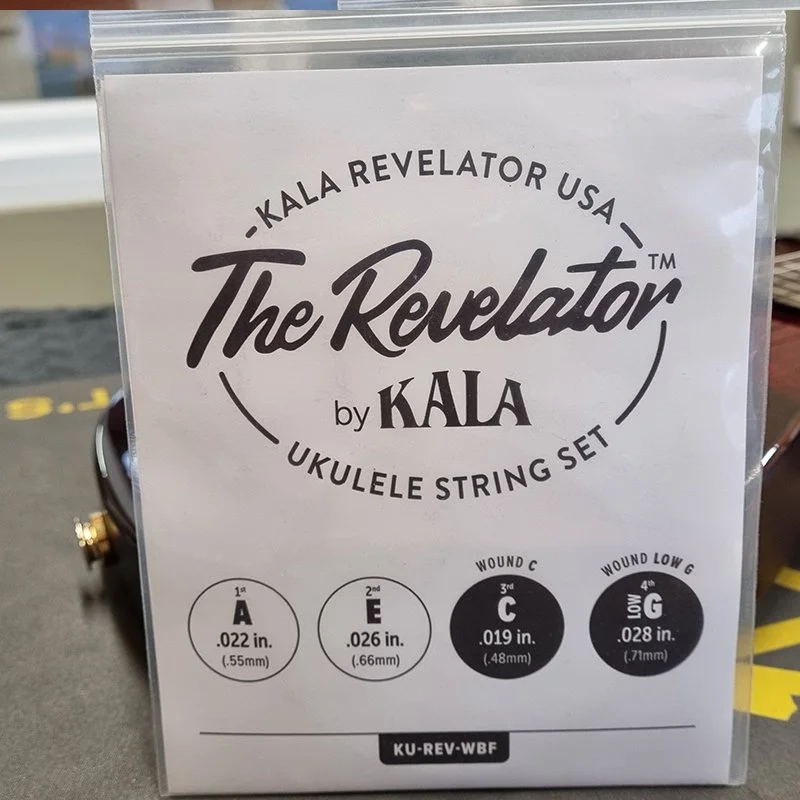 KALA REVELATOR USA
The Revelator™
by KALA
UKULELE STRING SET
WOUND C
WOUND LOW G
1st
A
.022 in.
(.55mm)
2nd
E
.026 in.
(.66mm)
3rd
C
.019 in.
(.48mm)
4th
LOW G
.028 in.
(.71mm)
KU-REV-WBF